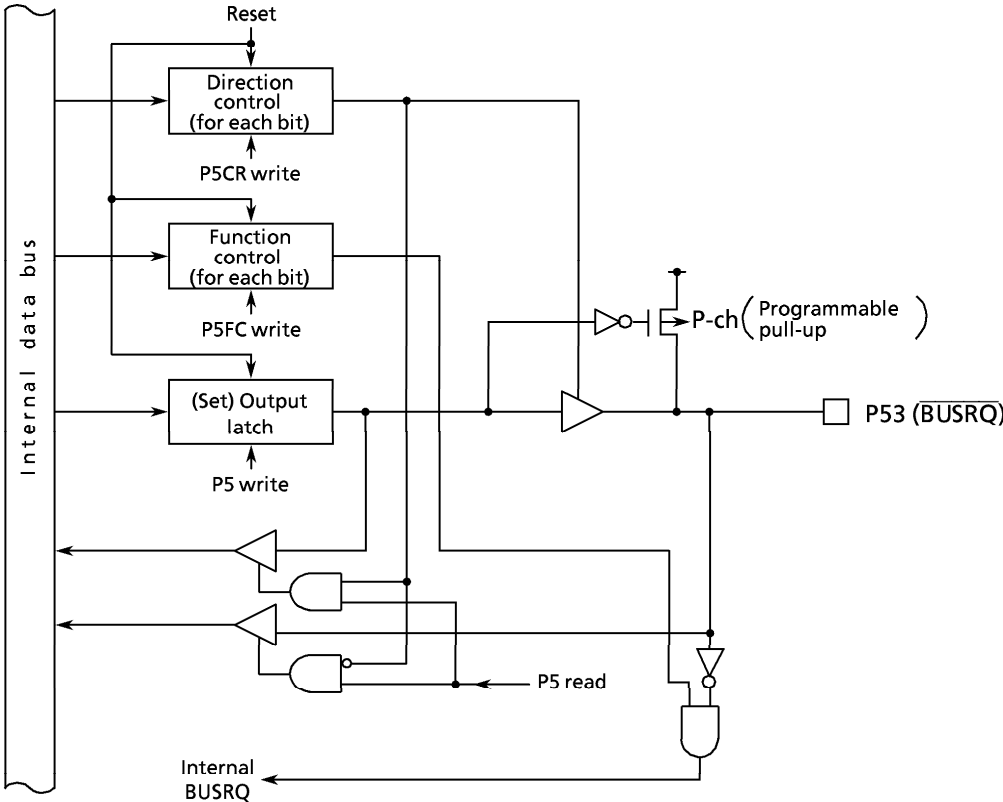 Reset
Direction
control
(for each bit)
P5CR write
Function
control
(for each bit)
P5FC write
Internal data bus
P-ch (Programmable
pull-up)
(Set) Output
latch
P53 (BUSRQ)
P5 write
P5 read
Internal
BUSRQ